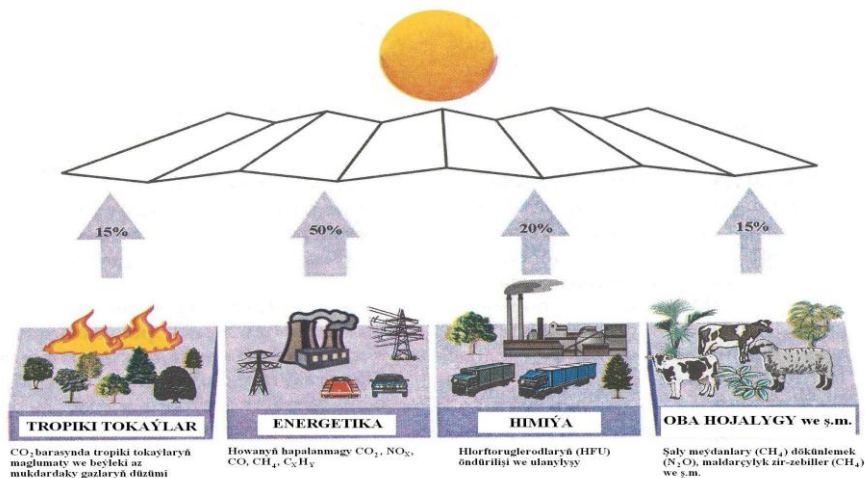 15%
50%
20%
15%
TROPIKI TOKAÝLAR
ENERGETIKA
HIMIÝA
OBA HOJALYGY we ş.m.
CO₂ barasynda tropiki tokaýlaryň
maglumaty we beýleki az
mukdardaky gazlaryň düzümi
Howanyň hapalanmagy CO₂, NOₓ,
CO, CH₄, CₓHᵧ
Hlorftoruglerodlaryň (HFU)
öndürilişi we ulanylyşy
Şaly meýdanlary (CH₄) dökünlemek
(N₂O), maldarçylyk zir-zebiller (CH₄)
we ş.m.